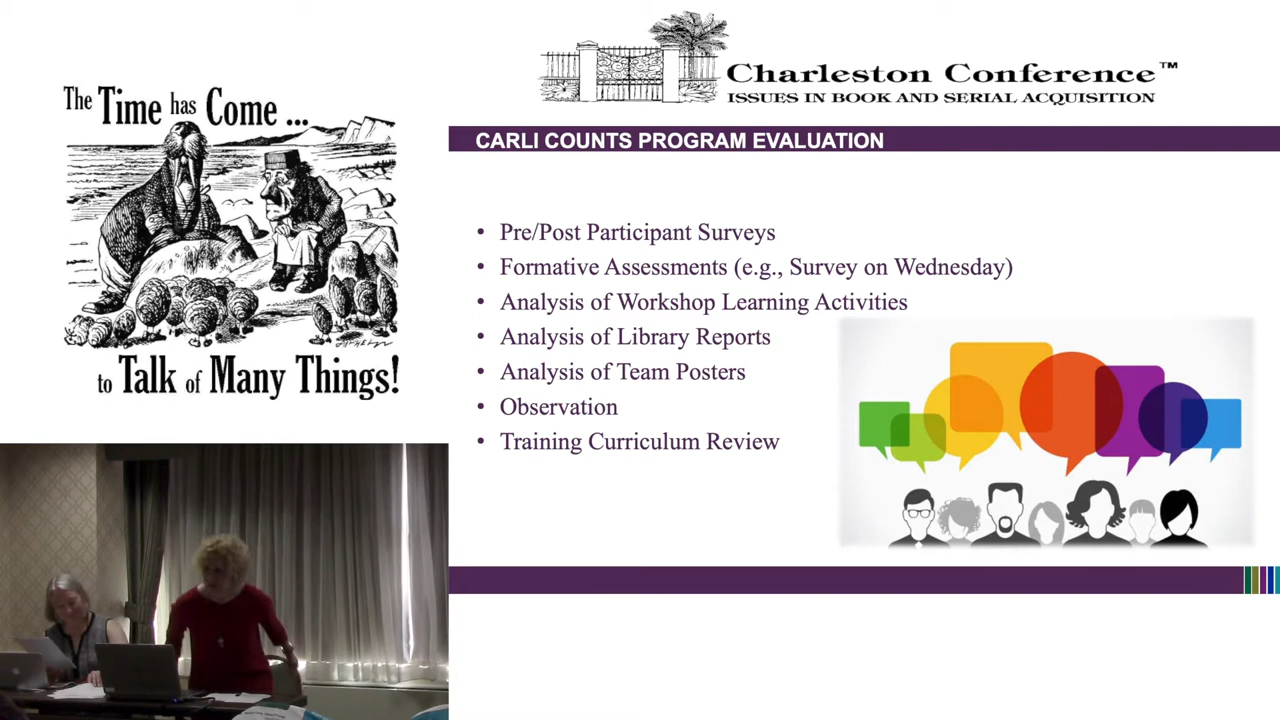 The Time has Come ...
to Talk of Many Things!
Charleston Conference™
ISSUES IN BOOK AND SERIAL ACQUISITION
CARLI COUNTS PROGRAM EVALUATION
• Pre/Post Participant Surveys
• Formative Assessments (e.g., Survey on Wednesday)
• Analysis of Workshop Learning Activities
• Analysis of Library Reports
• Analysis of Team Posters
• Observation
• Training Curriculum Review